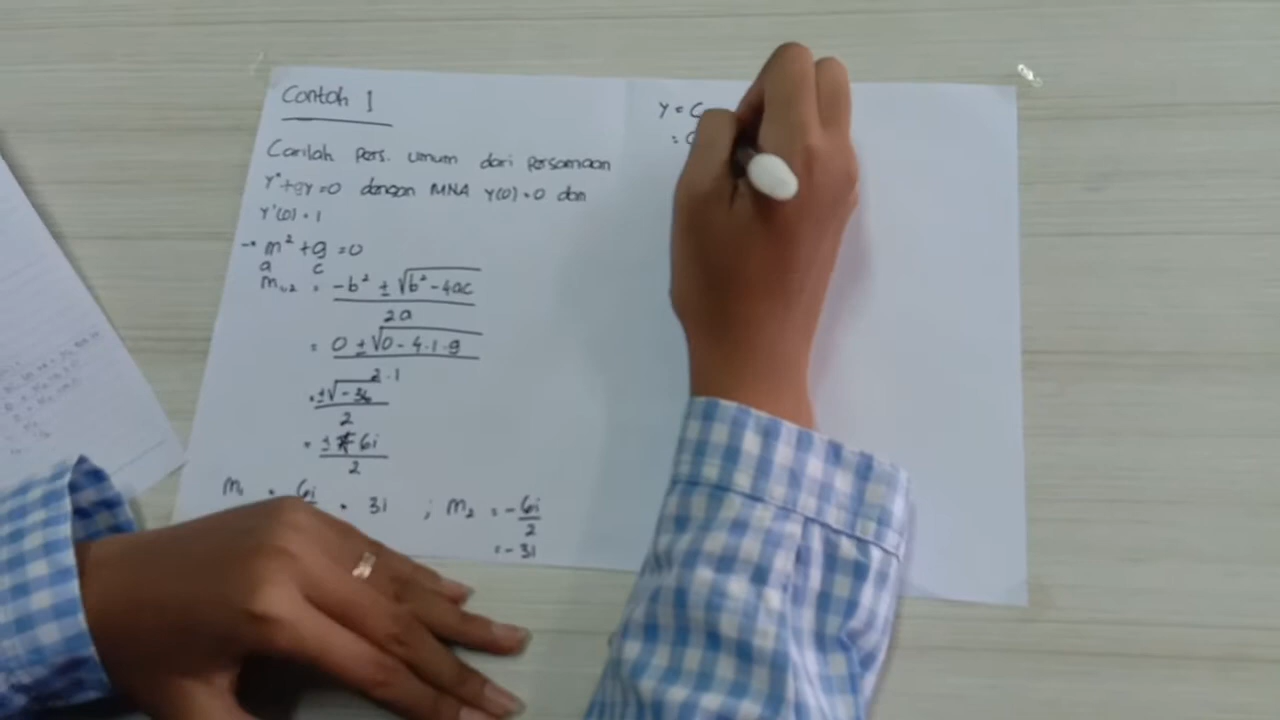 Contoh 1
Carilah Pers. Umum dari Persamaan
y"+9y=0 dengan MNA y(0)=0 dan
y'(0)=1
→ m² + 9 = 0
a c
m₁,₂ = -b² ± √b² - 4ac
2a
= 0 ± √0 - 4.1.9
2.1
= ±√-36
2
= ± 6i
2
m₁ = 6i = 3i ; m₂ = -6i
2
= -3i
y = C
= C